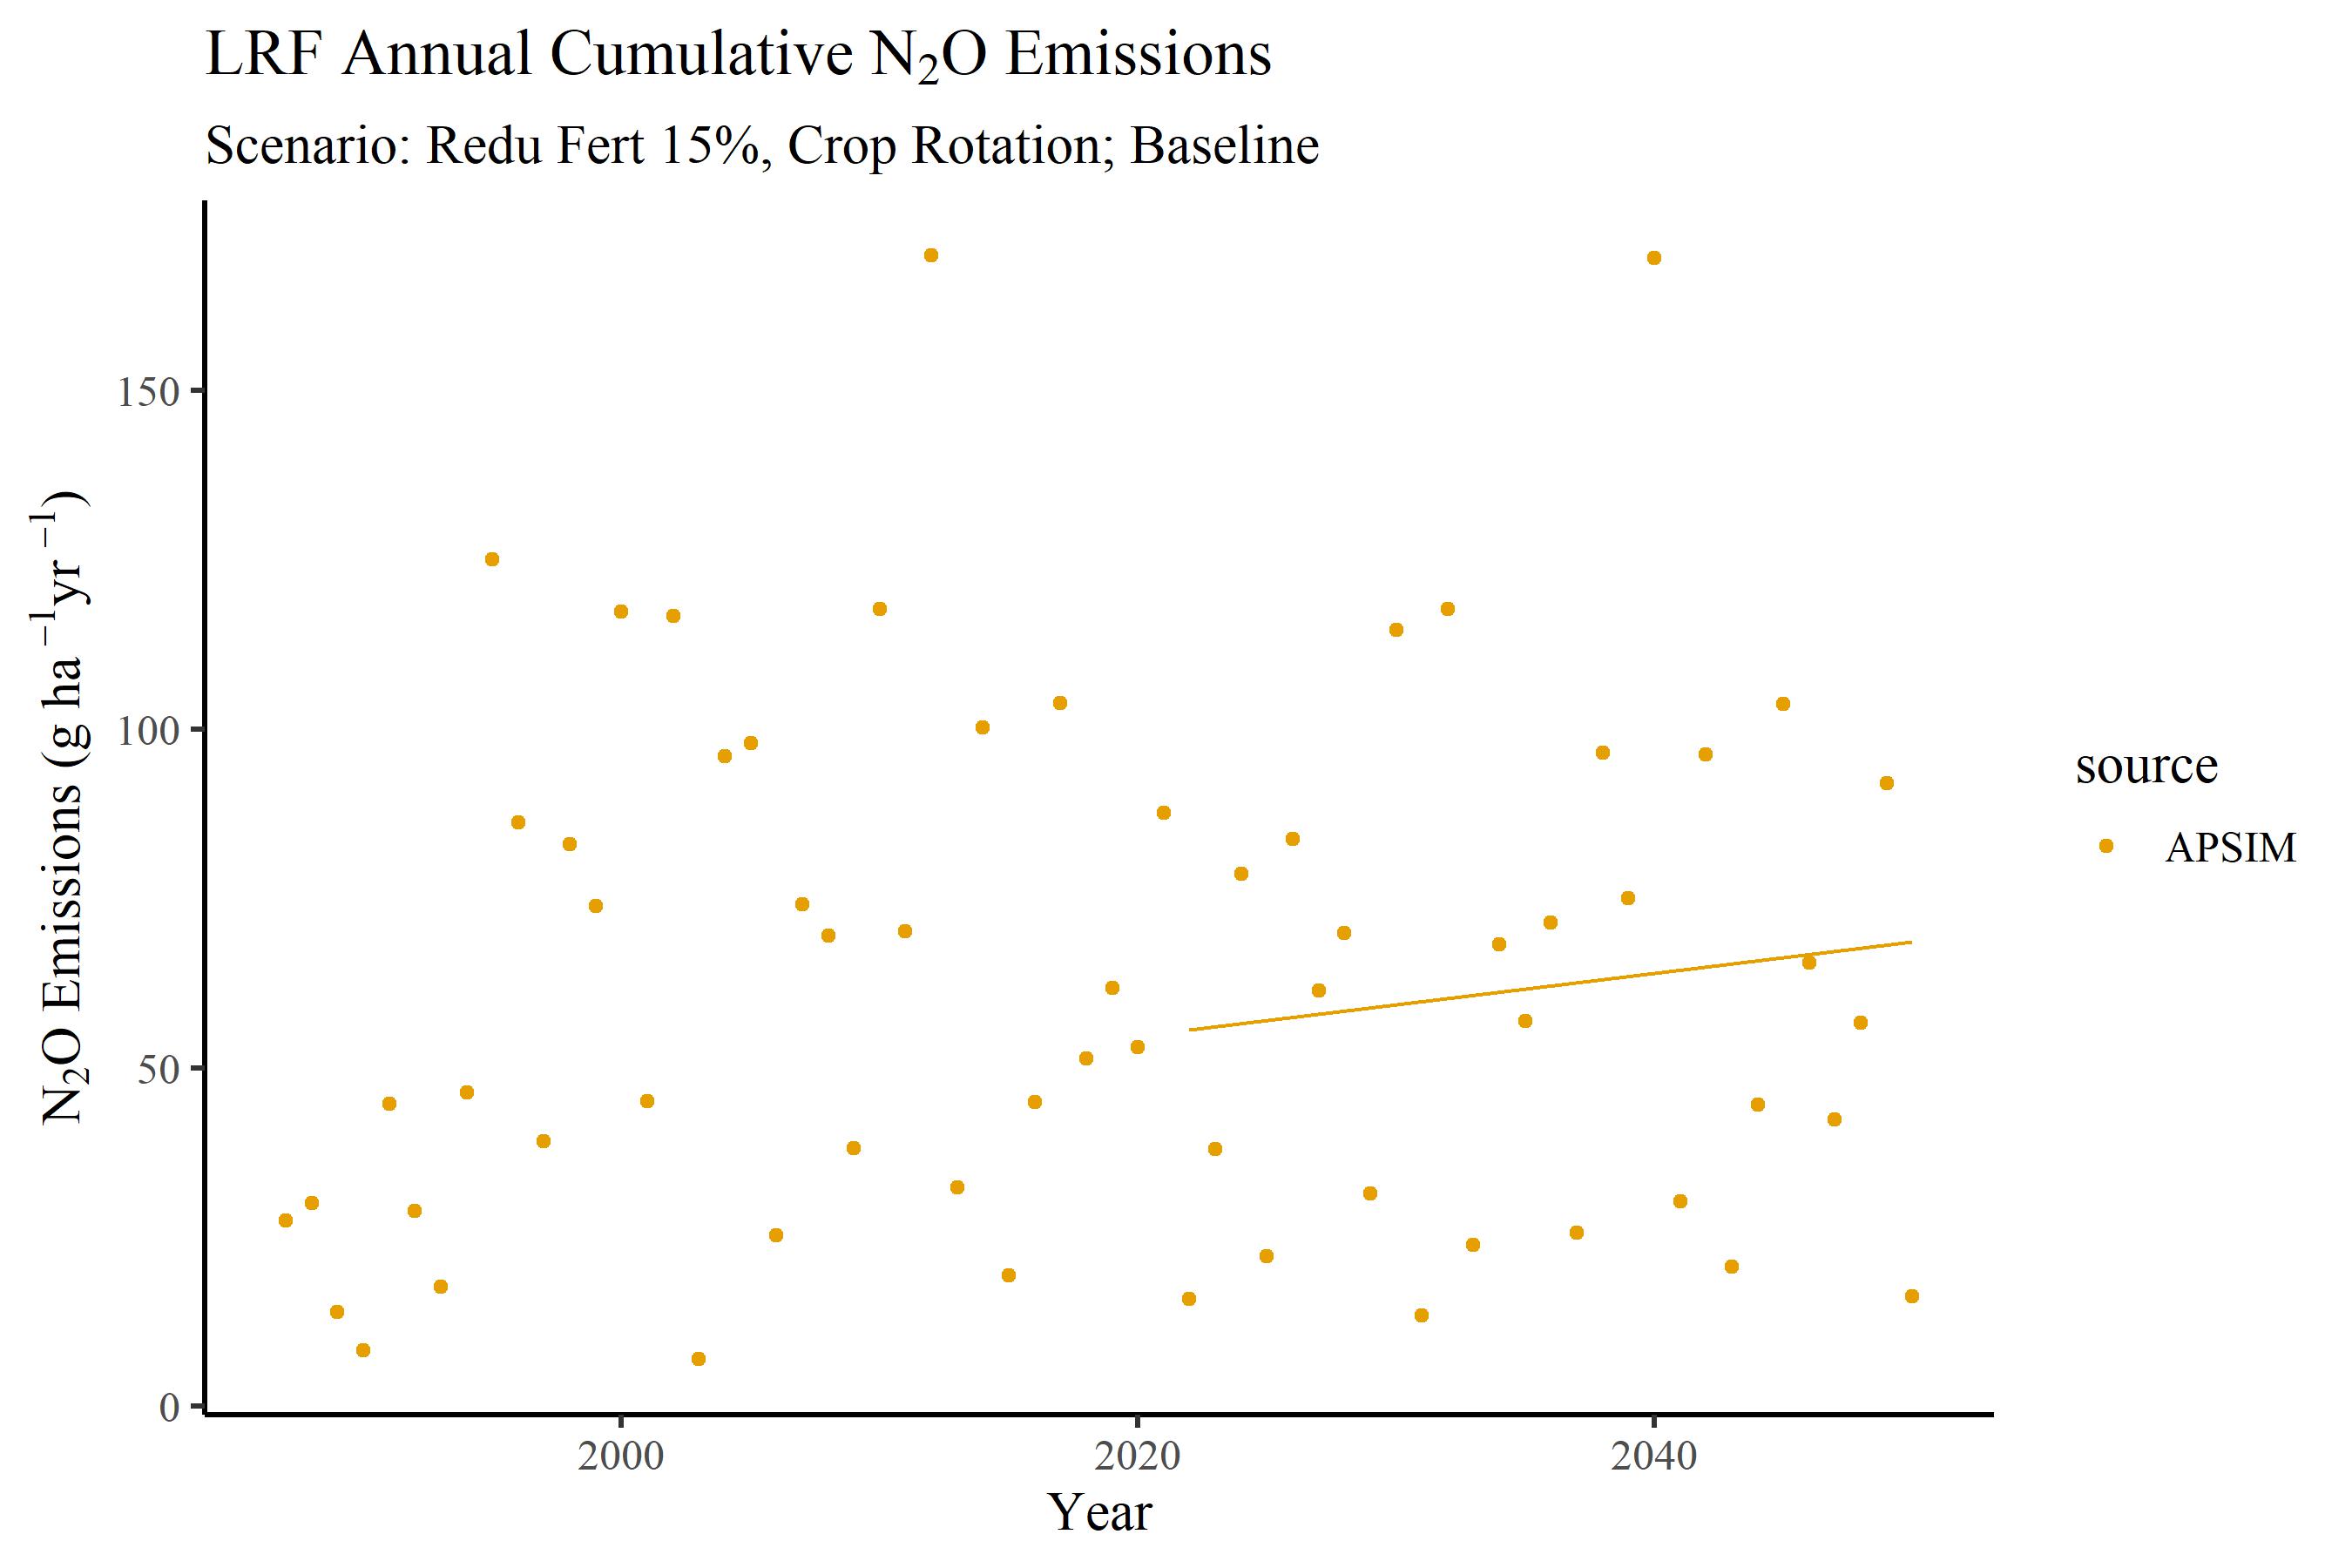 LRF Annual Cumulative N₂O Emissions
Scenario: Redu Fert 15%, Crop Rotation; Baseline
N₂O Emissions (g ha⁻¹yr⁻¹)
150
100
50
0
2000 2020 2040
Year
source
APSIM